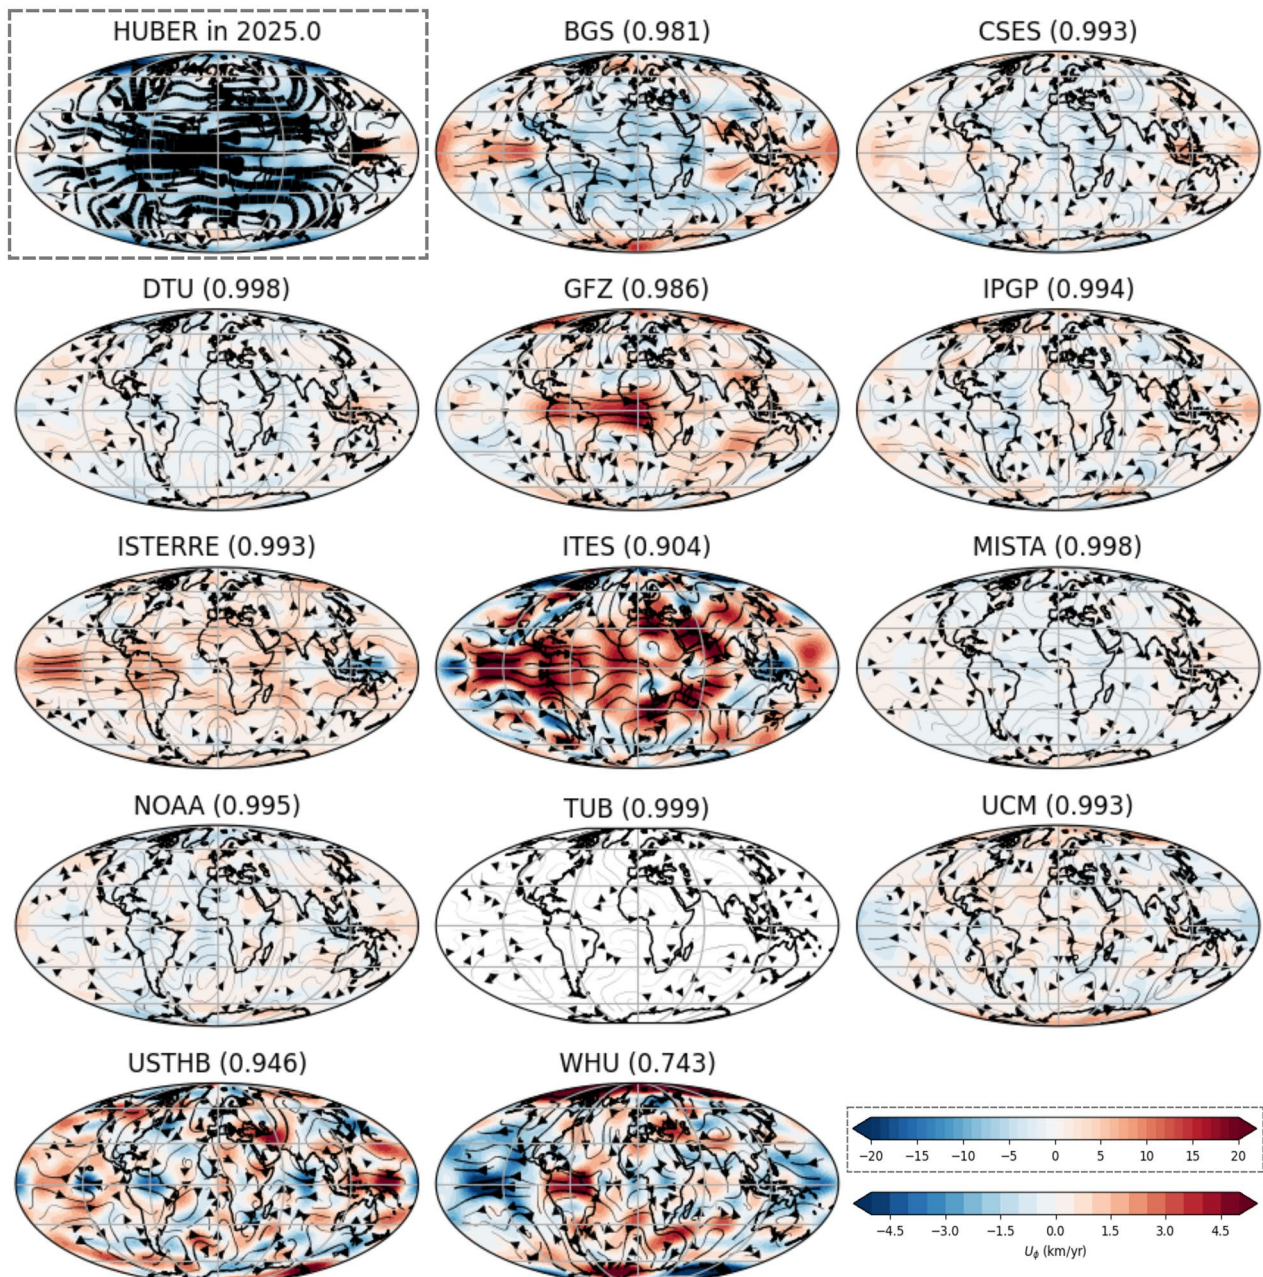 HUBER in 2025.0 BGS (0.981) CSES (0.993)
DTU (0.998) GFZ (0.986) IPGP (0.994)
ISTERRE (0.993) ITES (0.904) MISTA (0.998)
NOAA (0.995) TUB (0.999) UCM (0.993)
USTHB (0.946) WHU (0.743)
−20 −15 −10 −5 0 5 10 15 20
−4.5 −3.0 −1.5 0.0 1.5 3.0 4.5
Uϕ (km/yr)